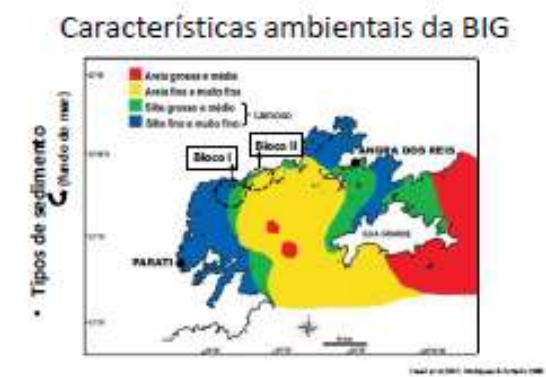 Características ambientais da BIG
• Tipos de sedimento
(fundo do mar)
Areia grossa e média
Areia fina e muito fina
Silte grosso e médio
Silte fino e muito fino
Lamoso
Bloco I
Bloco II
ANGRA DOS REIS
ILHA GRANDE
PARATI